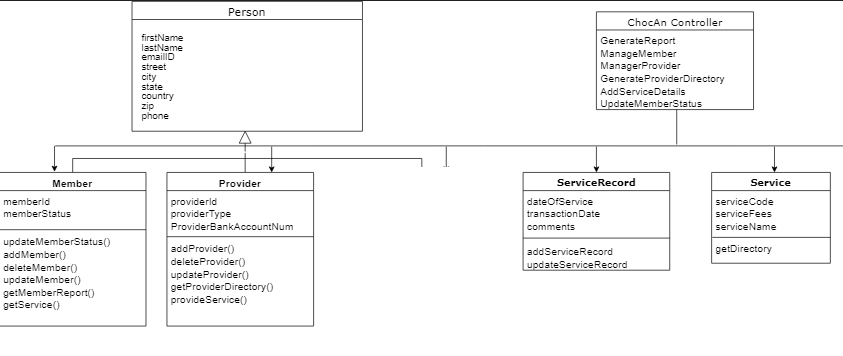 Person
firstName
lastName
emailID
street
city
state
country
zip
phone
ChocAn Controller
GenerateReport
ManageMember
ManagerProvider
GenerateProviderDirectory
AddServiceDetails
UpdateMemberStatus
Member
memberId
memberStatus
updateMemberStatus()
addMember()
deleteMember()
updateMember()
getMemberReport()
getService()
Provider
providerId
providerType
ProviderBankAccountNum
addProvider()
deleteProvider()
updateProvider()
getProviderDirectory()
provideService()
ServiceRecord
dateOfService
transactionDate
comments
addServiceRecord
updateServiceRecord
Service
serviceCode
serviceFees
serviceName
getDirectory